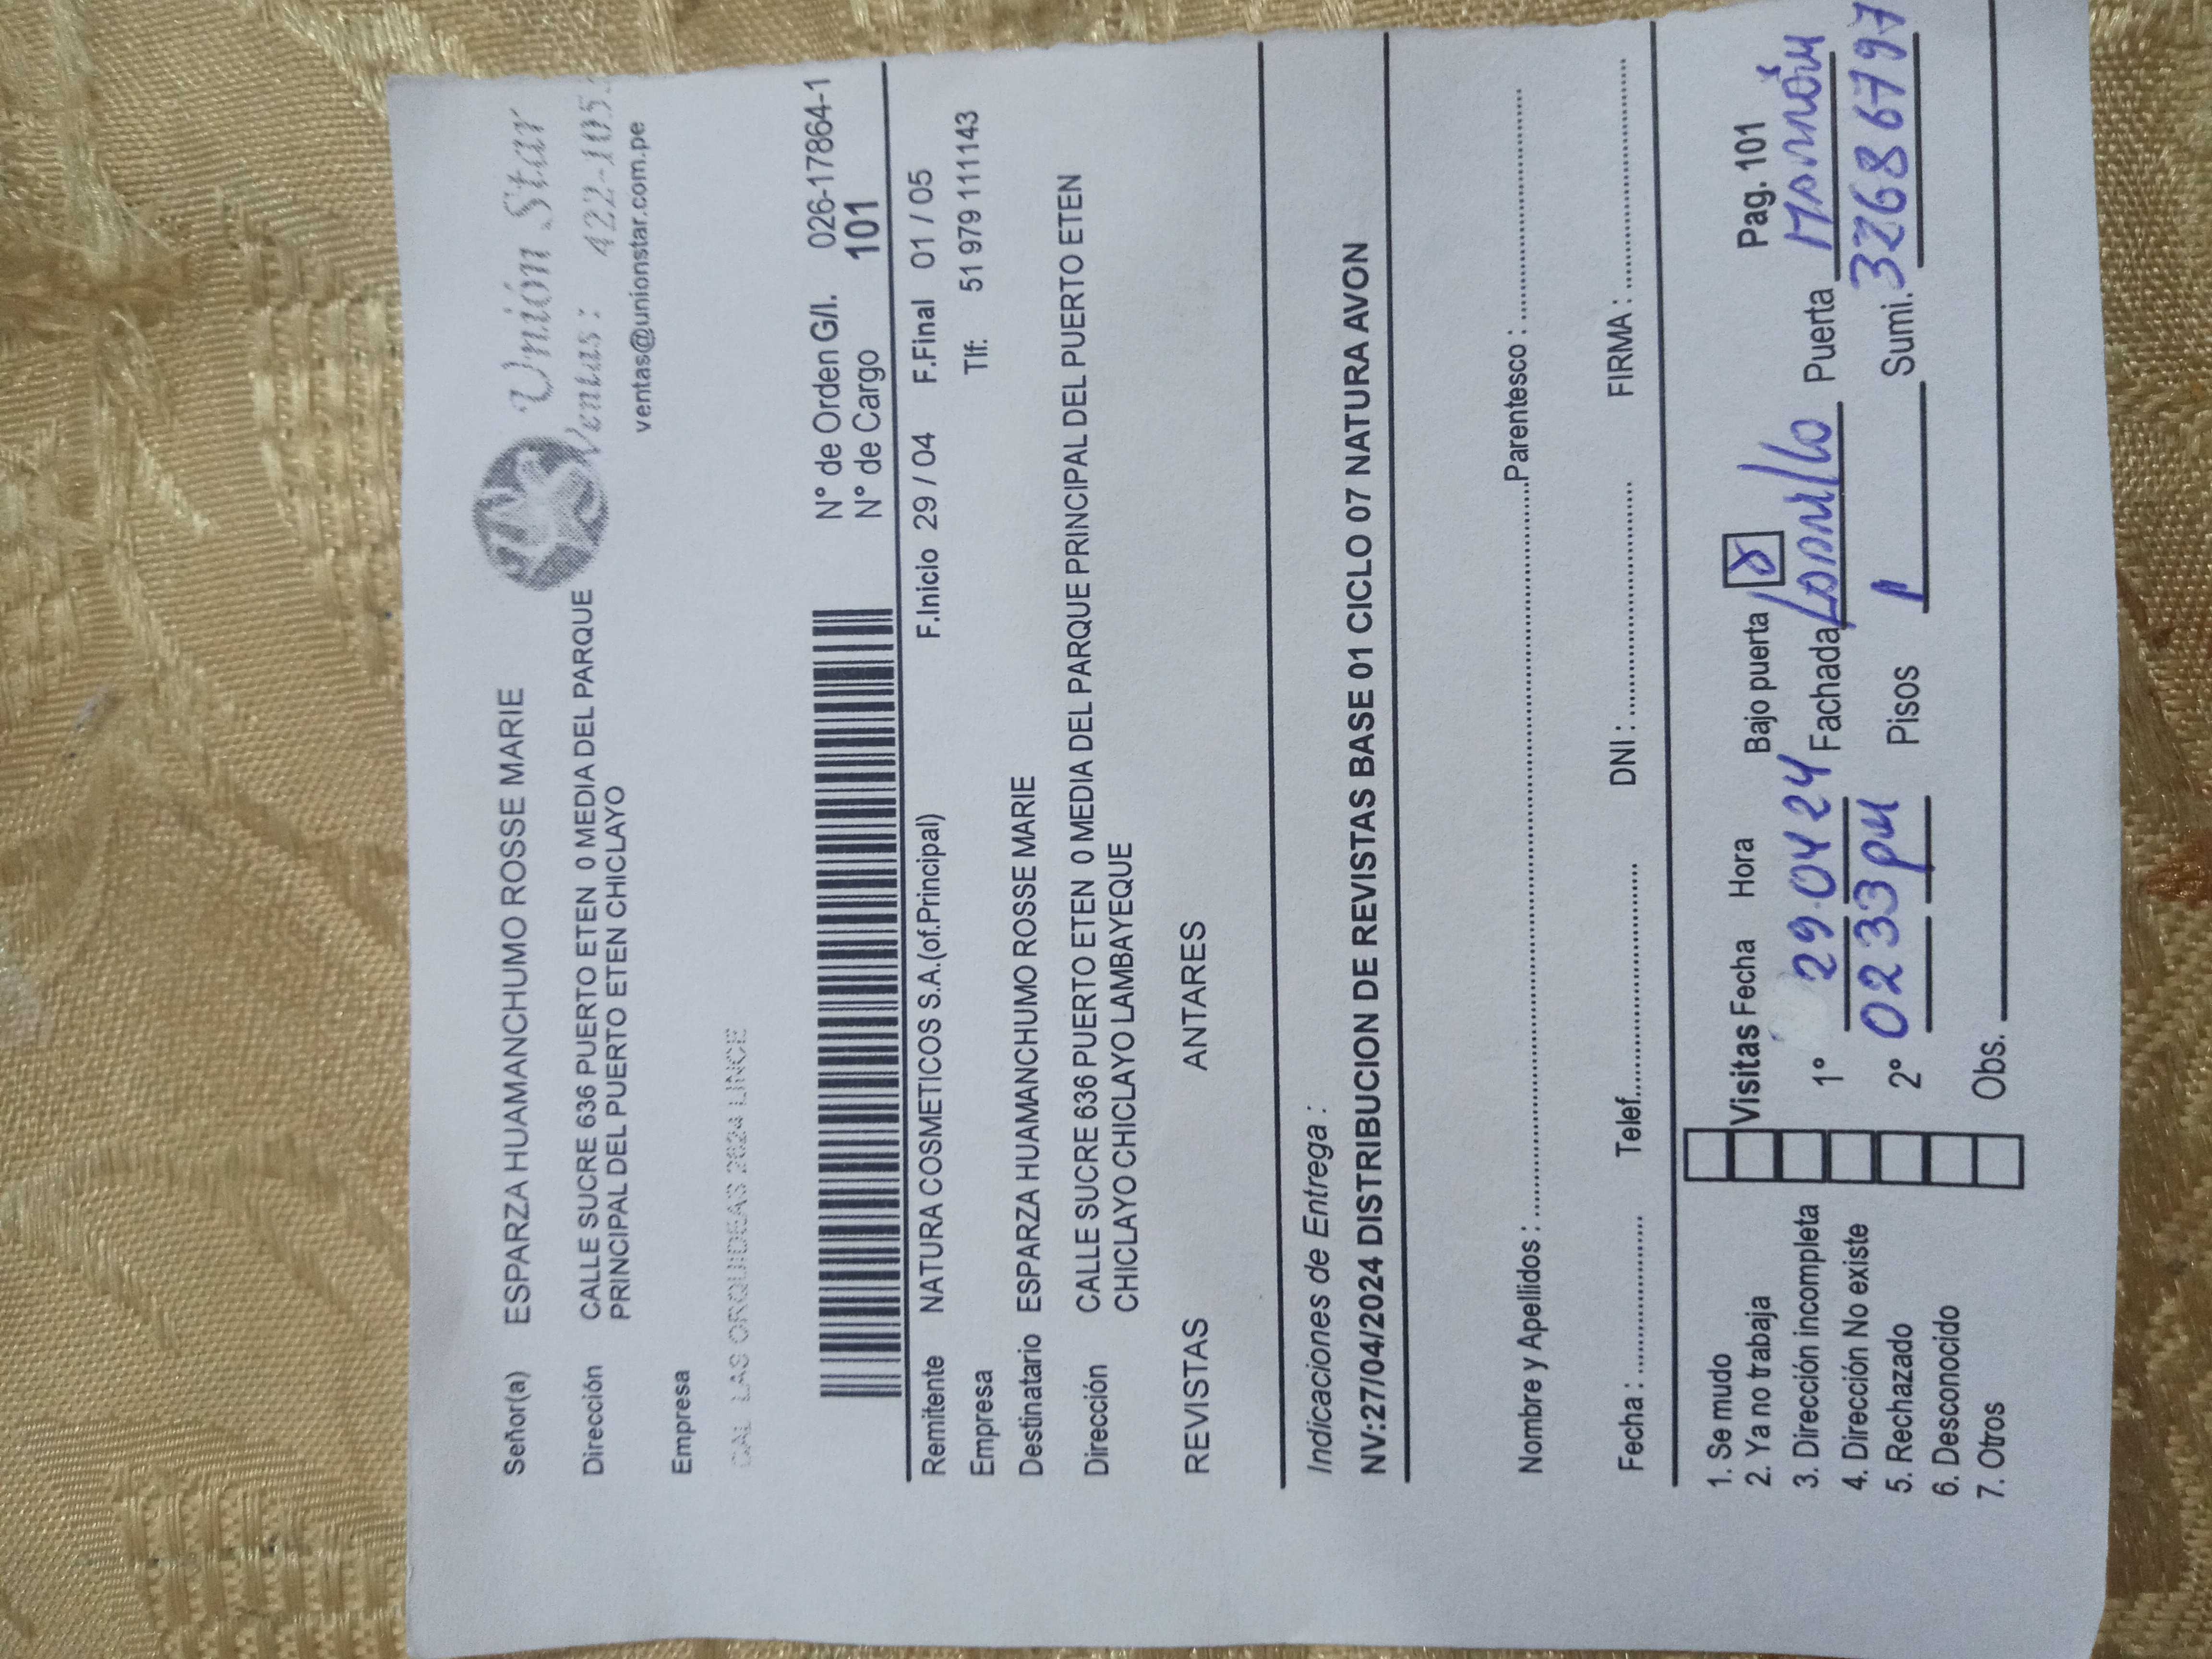 Unión Star
Señor(a) ESPARZA HUAMANCHUMO ROSSE MARIE
Ventas: 422-105
ventas@unionstar.com.pe
Dirección CALLE SUCRE 636 PUERTO ETEN 0 MEDIA DEL PARQUE
PRINCIPAL DEL PUERTO ETEN CHICLAYO
Empresa
CAL LAS ORQUIDEAS 2024 LINCE
N° de Orden G/I. 026-17864-1
N° de Cargo 101
Remitente NATURA COSMETICOS S.A.(of.Principal) F.Inicio 29 / 04 F.Final 01 / 05
Empresa Tlf: 51 979 111143
Destinatario ESPARZA HUAMANCHUMO ROSSE MARIE
Dirección CALLE SUCRE 636 PUERTO ETEN 0 MEDIA DEL PARQUE PRINCIPAL DEL PUERTO ETEN
CHICLAYO CHICLAYO LAMBAYEQUE
REVISTAS ANTARES
Indicaciones de Entrega :
NV:27/04/2024 DISTRIBUCION DE REVISTAS BASE 01 CICLO 07 NATURA AVON
Nombre y Apellidos : Parentesco :
Fecha : Telef. DNI : FIRMA :
1. Se mudo
2. Ya no trabaja Visitas Fecha Hora Bajo puerta Pag. 101
3. Dirección incompleta 1° 29 04 24 Fachada Puerta Marrón
4. Dirección No existe 0233 pm
5. Rechazado 2° Pisos 1 Sumi. 32686797
6. Desconocido
7. Otros Obs.